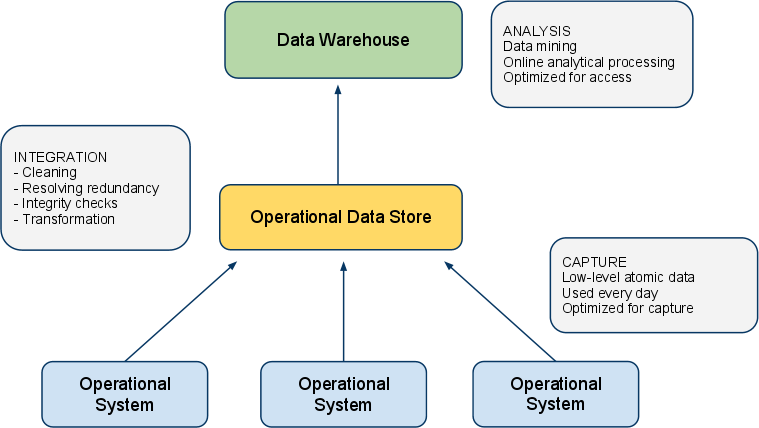 Data Warehouse
ANALYSIS
Data mining
Online analytical processing
Optimized for access
INTEGRATION
- Cleaning
- Resolving redundancy
- Integrity checks
- Transformation
Operational Data Store
CAPTURE
Low-level atomic data
Used every day
Optimized for capture
Operational
System
Operational
System
Operational
System